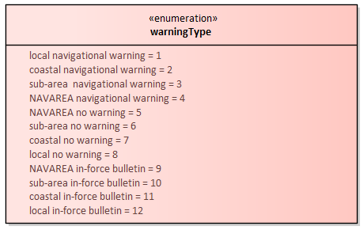 «enumeration»
warningType
local navigational warning = 1
coastal navigational warning = 2
sub-area  navigational warning = 3
NAVAREA navigational warning = 4
NAVAREA no warning = 5
sub-area no warning = 6
coastal no warning = 7
local no warning = 8
NAVAREA in-force bulletin = 9
sub-area in-force bulletin = 10
coastal in-force bulletin = 11
local in-force bulletin = 12